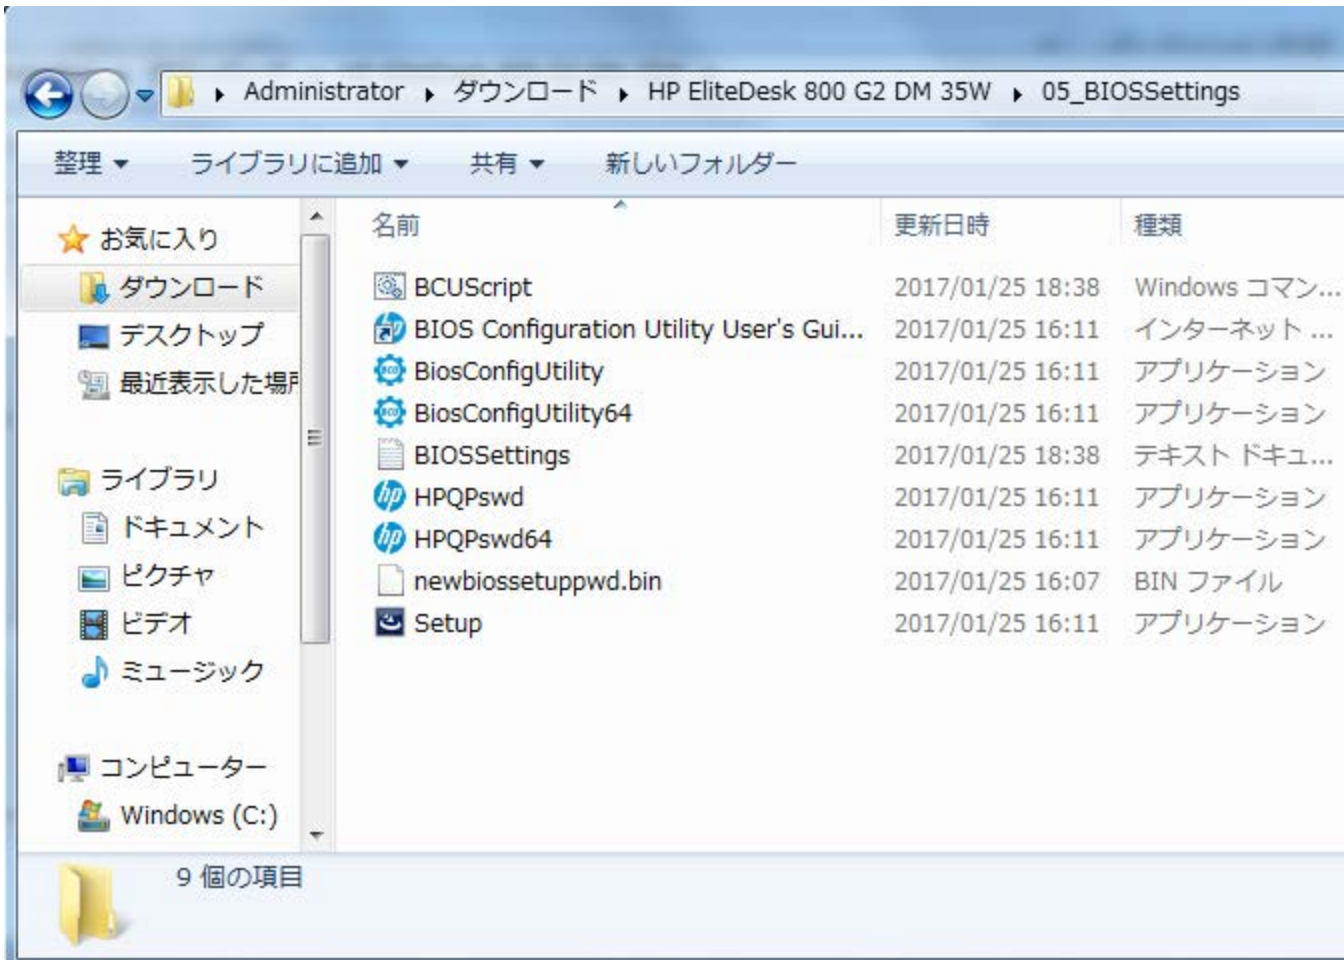 Administrator ダウンロード HP EliteDesk 800 G2 DM 35W 05_BIOSSettings
整理 ライブラリに追加 共有 新しいフォルダー
お気に入り
ダウンロード
デスクトップ
最近表示した場所
ライブラリ
ドキュメント
ピクチャ
ビデオ
ミュージック
コンピューター
Windows (C:)
名前 更新日時 種類
BCUScript 2017/01/25 18:38 Windows コマン...
BIOS Configuration Utility User's Gui... 2017/01/25 16:11 インターネット ...
BiosConfigUtility 2017/01/25 16:11 アプリケーション
BiosConfigUtility64 2017/01/25 16:11 アプリケーション
BIOSSettings 2017/01/25 18:38 テキスト ドキュ...
HPQPswd 2017/01/25 16:11 アプリケーション
HPQPswd64 2017/01/25 16:11 アプリケーション
newbiossetuppwd.bin 2017/01/25 16:07 BIN ファイル
Setup 2017/01/25 16:11 アプリケーション
9 個の項目